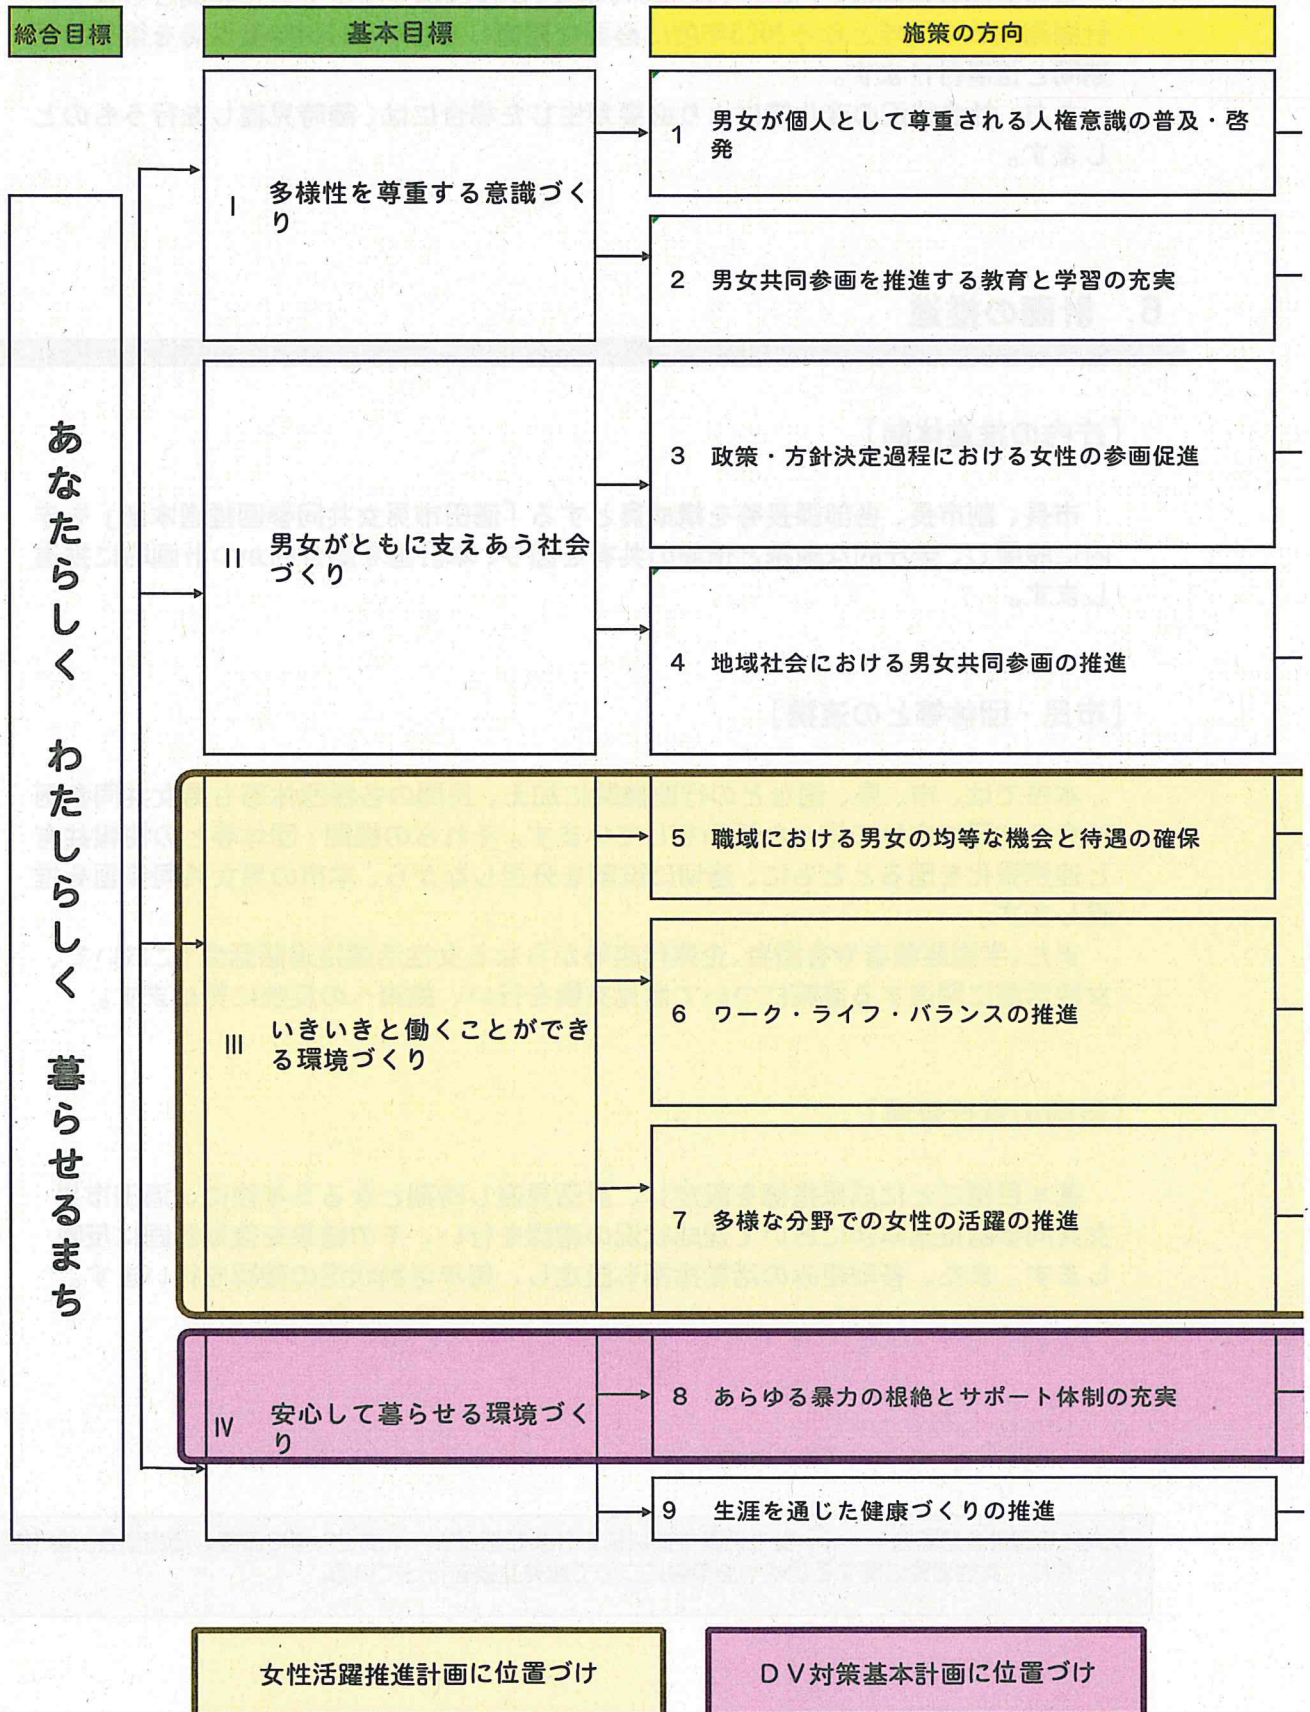 総合目標
基本目標
施策の方向
あなたらしく　わたしらしく　暮らせるまち
Ⅰ
多様性を尊重する意識づく
り
1
男女が個人として尊重される人権意識の普及・啓
発
2　男女共同参画を推進する教育と学習の充実
Ⅱ
男女がともに支えあう社会
づくり
3　政策・方針決定過程における女性の参画促進
4　地域社会における男女共同参画の推進
Ⅲ
いきいきと働くことができ
る環境づくり
5　職域における男女の均等な機会と待遇の確保
6　ワーク・ライフ・バランスの推進
7　多様な分野での女性の活躍の推進
Ⅳ
安心して暮らせる環境づく
り
8　あらゆる暴力の根絶とサポート体制の充実
9　生涯を通じた健康づくりの推進
女性活躍推進計画に位置づけ
ＤＶ対策基本計画に位置づけ